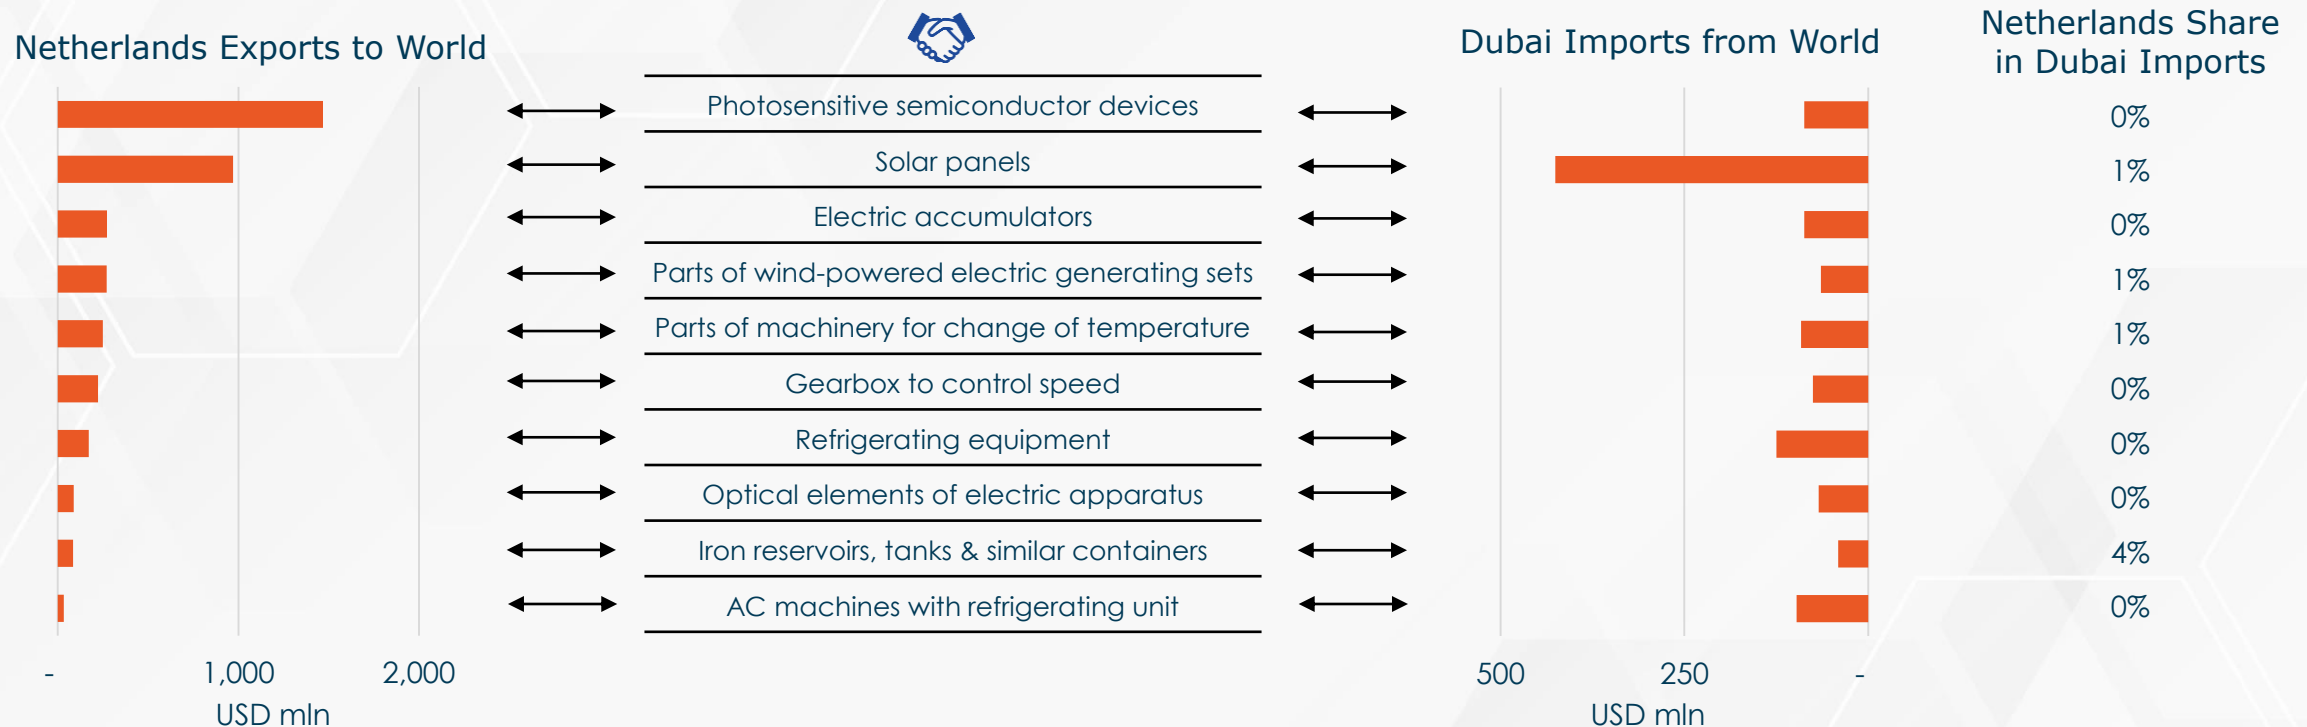 Netherlands Exports to World
Dubai Imports from World
Netherlands Share
in Dubai Imports
Photosensitive semiconductor devices
0%
Solar panels
1%
Electric accumulators
0%
Parts of wind-powered electric generating sets
1%
Parts of machinery for change of temperature
1%
Gearbox to control speed
0%
Refrigerating equipment
0%
Optical elements of electric apparatus
0%
Iron reservoirs, tanks & similar containers
4%
AC machines with refrigerating unit
0%
- 1,000 2,000
USD mln
500 250 -
USD mln